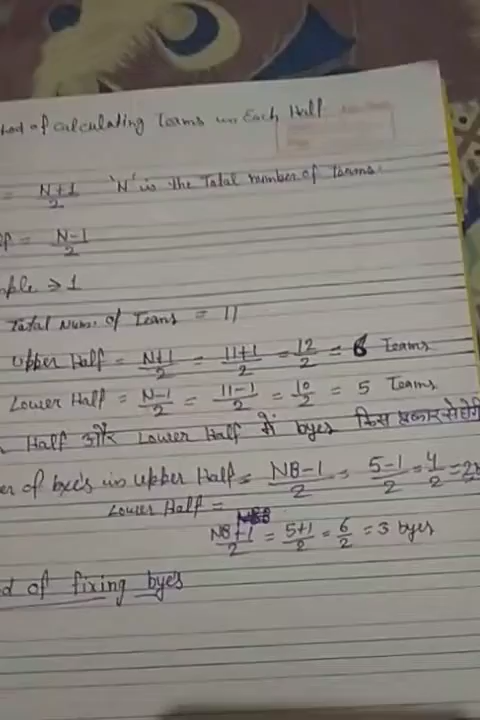 hod of calculating Teams in Each Half
= N+1/2 'N' is the Total number of teams.
lf = N-1/2
mple → 1
Total Num. of Teams = 11
Upper Half = N+1/2 = 11+1/2 = 12/2 = 6 Teams
Lower Half = N-1/2 = 11-1/2 = 10/2 = 5 Teams
Half और Lower Half में byes किस प्रकार से होगी
er of bye's in upper Half = NB-1/2 = 5-1/2 = 4/2 = 2
Lower Half =
NB+1/2 = 5+1/2 = 6/2 = 3 byes
d of fixing bye's